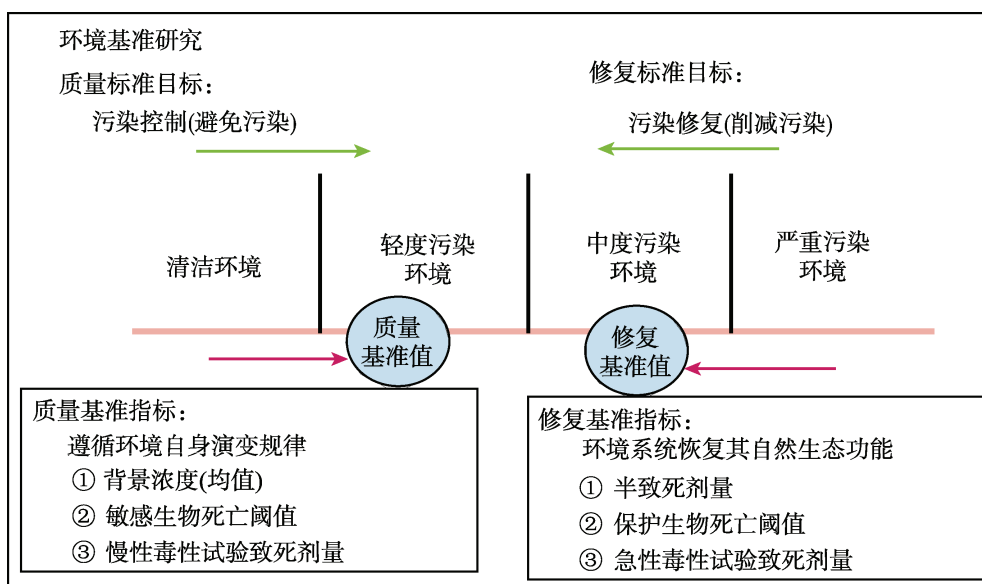 环境基准研究
质量标准目标：
污染控制(避免污染)
修复标准目标：
污染修复(削减污染)
清洁环境
轻度污染
环境
中度污染
环境
严重污染
环境
质量
基准值
修复
基准值
质量基准指标：
遵循环境自身演变规律
① 背景浓度(均值)
② 敏感生物死亡阈值
③ 慢性毒性试验致死剂量
修复基准指标：
环境系统恢复其自然生态功能
① 半致死剂量
② 保护生物死亡阈值
③ 急性毒性试验致死剂量